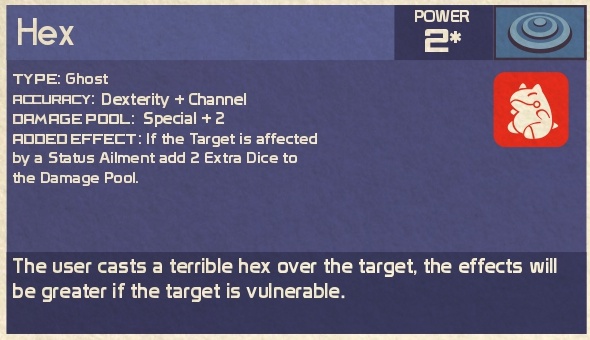 Hex
POWER
2*
TYPE: Ghost
ACCURACY: Dexterity + Channel
DAMAGE POOL: Special + 2
ADDED EFFECT: If the Target is affected
by a Status Ailment add 2 Extra Dice to
the Damage Pool.
The user casts a terrible hex over the target, the effects will
be greater if the target is vulnerable.